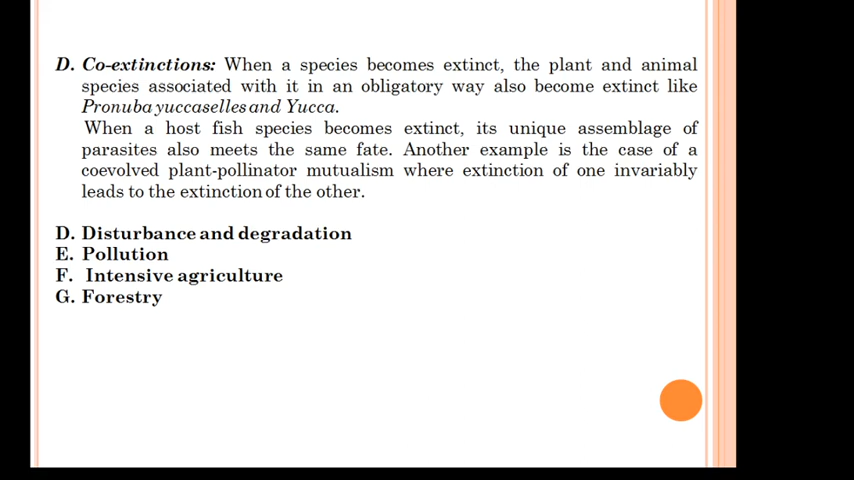 D. Co-extinctions: When a species becomes extinct, the plant and animal
species associated with it in an obligatory way also become extinct like
Pronuba yuccaselles and Yucca.
When a host fish species becomes extinct, its unique assemblage of
parasites also meets the same fate. Another example is the case of a
coevolved plant-pollinator mutualism where extinction of one invariably
leads to the extinction of the other.
D. Disturbance and degradation
E. Pollution
F. Intensive agriculture
G. Forestry